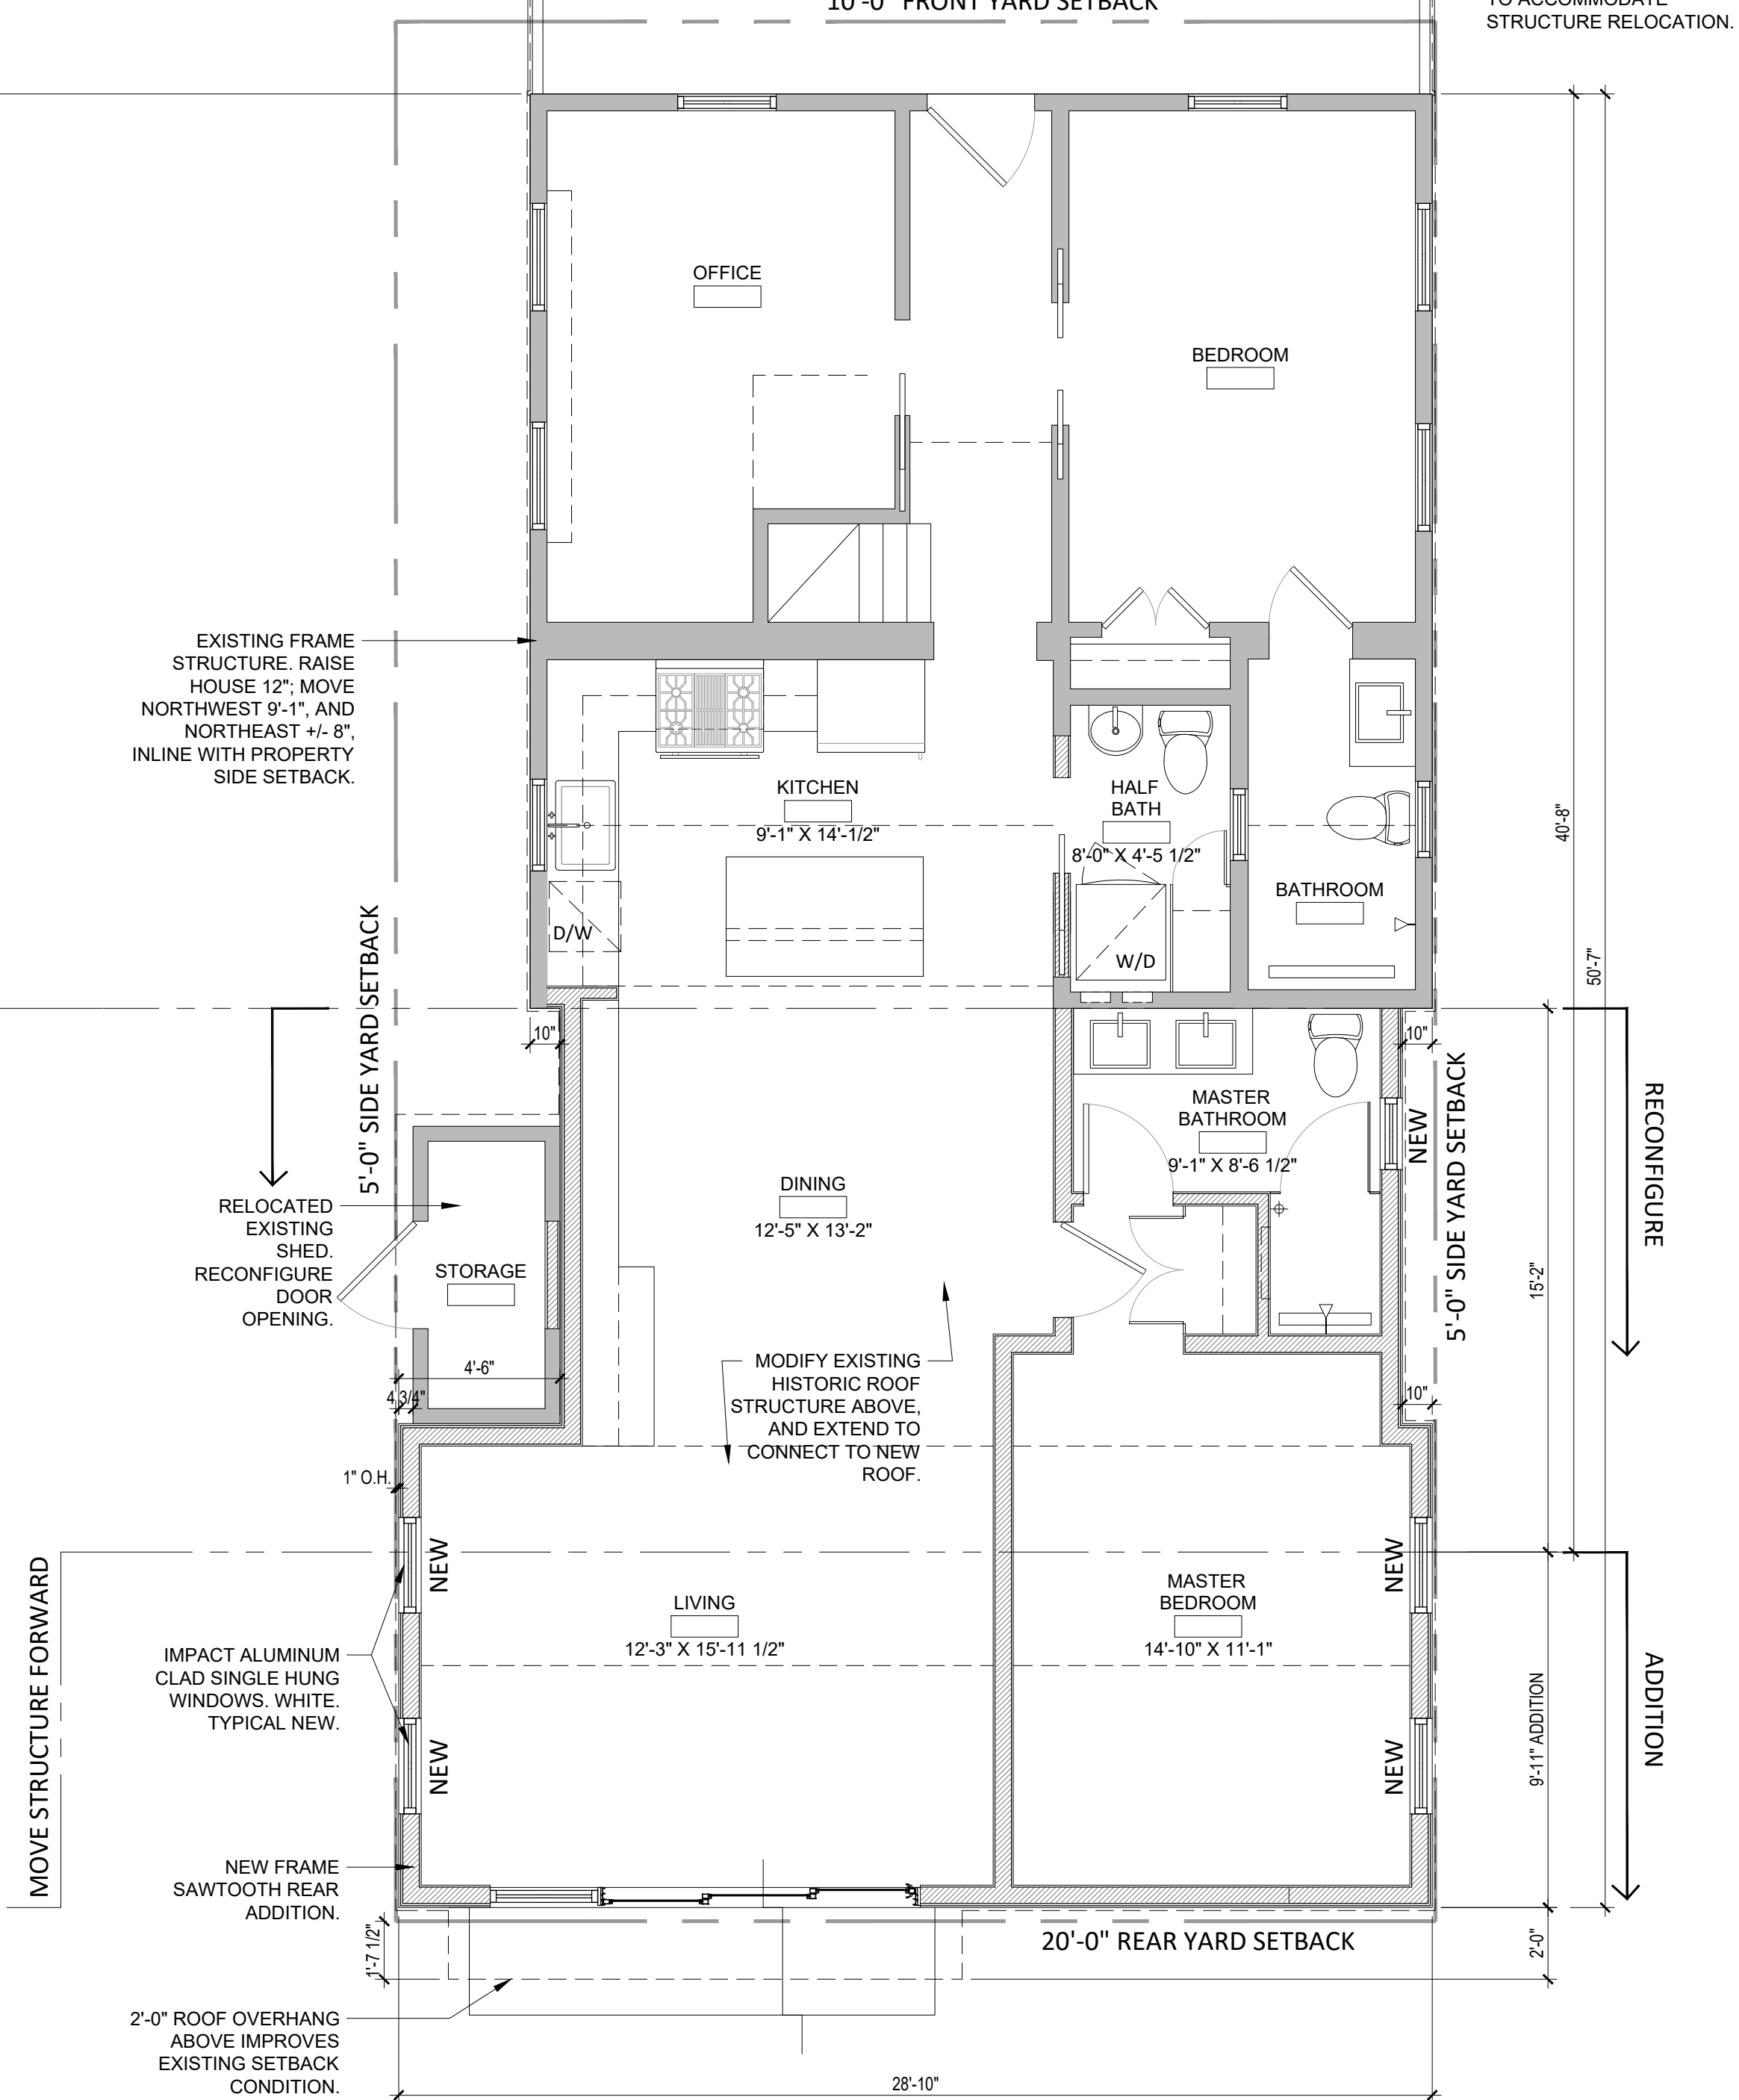 10'-0" FRONT YARD SETBACK
TO ACCOMMODATE
STRUCTURE RELOCATION.
OFFICE
BEDROOM
EXISTING FRAME
STRUCTURE. RAISE
HOUSE 12"; MOVE
NORTHWEST 9'-1", AND
NORTHEAST +/- 8",
INLINE WITH PROPERTY
SIDE SETBACK.
KITCHEN
9'-1" X 14'-1/2"
HALF
BATH
8'-0" X 4'-5 1/2"
BATHROOM
D/W
W/D
40'-8"
50'-7"
5'-0" SIDE YARD SETBACK
10"
10"
MASTER
BATHROOM
9'-1" X 8'-6 1/2"
NEW
5'-0" SIDE YARD SETBACK
RECONFIGURE
DINING
12'-5" X 13'-2"
RELOCATED
EXISTING
SHED.
RECONFIGURE
DOOR
OPENING.
STORAGE
15'-2"
4'-6"
4 3/4"
MODIFY EXISTING
HISTORIC ROOF
STRUCTURE ABOVE,
AND EXTEND TO
CONNECT TO NEW
ROOF.
10"
1" O.H.
NEW
NEW
MOVE STRUCTURE FORWARD
LIVING
12'-3" X 15'-11 1/2"
MASTER
BEDROOM
14'-10" X 11'-1"
IMPACT ALUMINUM
CLAD SINGLE HUNG
WINDOWS. WHITE.
TYPICAL NEW.
NEW
NEW
9'-11" ADDITION
ADDITION
NEW FRAME
SAWTOOTH REAR
ADDITION.
20'-0" REAR YARD SETBACK
1'-7 1/2"
2'-0"
2'-0" ROOF OVERHANG
ABOVE IMPROVES
EXISTING SETBACK
CONDITION.
28'-10"